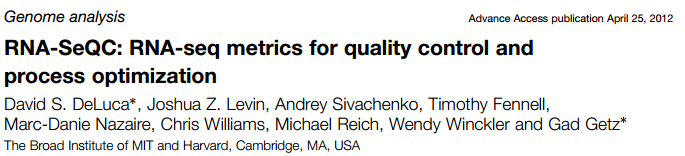 Genome analysis
Advance Access publication April 25, 2012
RNA-SeQC: RNA-seq metrics for quality control and
process optimization
David S. DeLuca*, Joshua Z. Levin, Andrey Sivachenko, Timothy Fennell,
Marc-Danie Nazaire, Chris Williams, Michael Reich, Wendy Winckler and Gad Getz*
The Broad Institute of MIT and Harvard, Cambridge, MA, USA